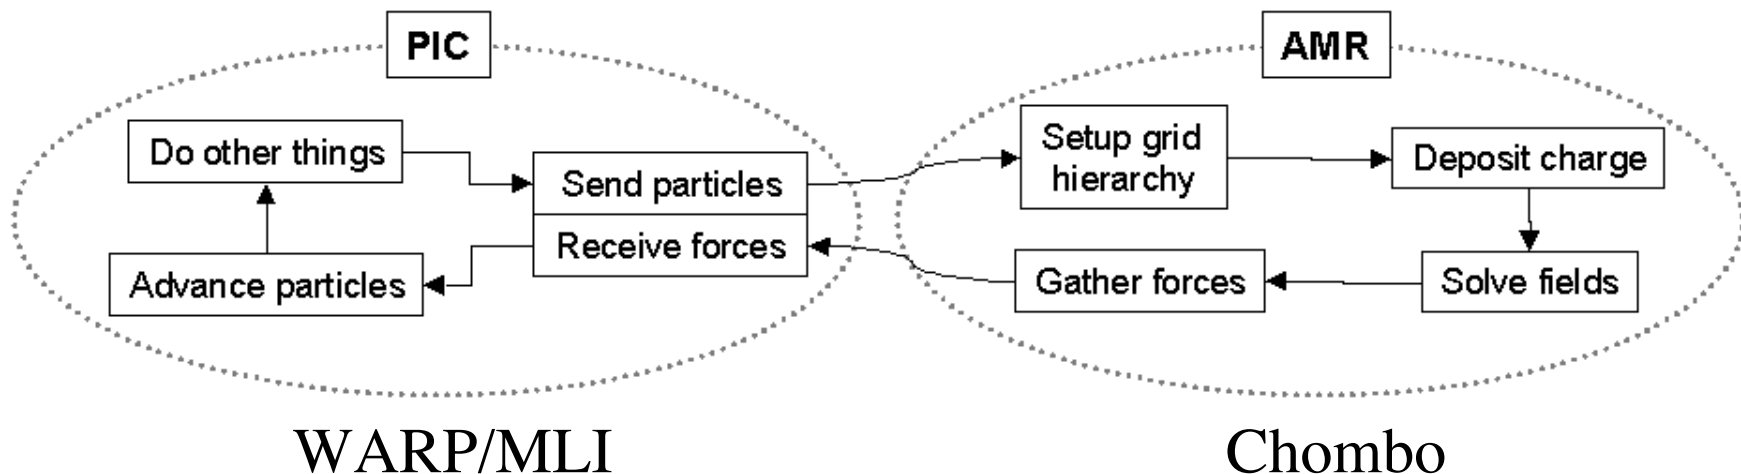 PIC
AMR
Do other things
Send particles
Receive forces
Advance particles
Setup grid
hierarchy
Deposit charge
Gather forces
Solve fields
WARP/MLI
Chombo